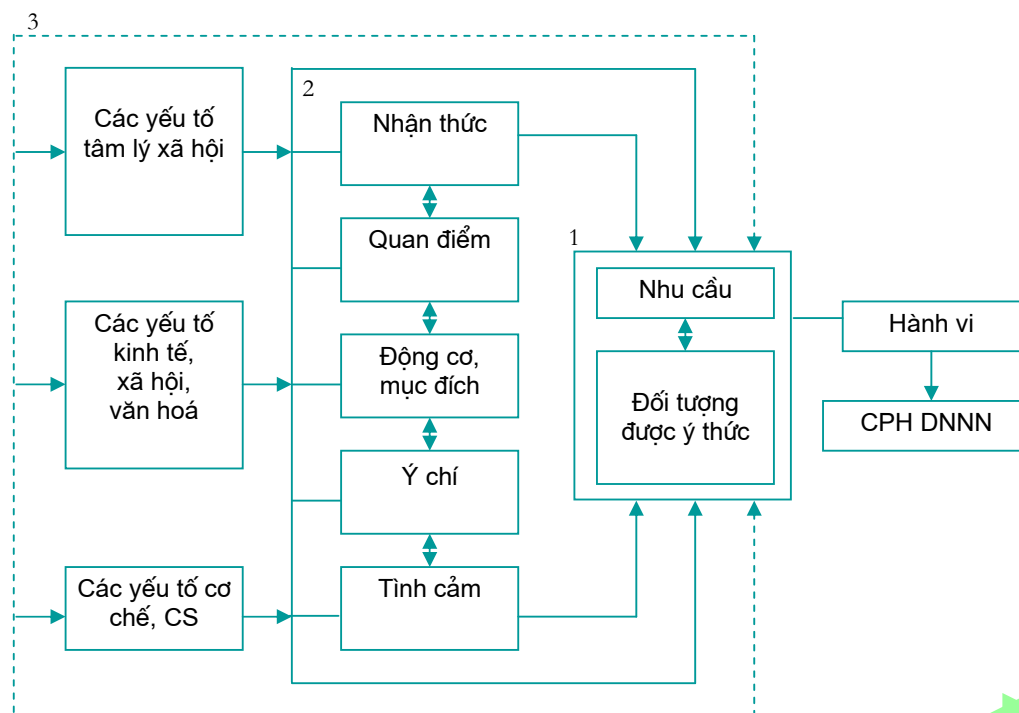 3
Các yếu tố
tâm lý xã hội
2
Nhận thức
Quan điểm
1
Nhu cầu
Các yếu tố
kinh tế,
xã hội,
văn hoá
Động cơ,
mục đích
Đối tượng
được ý thức
Hành vi
CPH DNNN
Ý chí
Các yếu tố cơ
chế, CS
Tình cảm